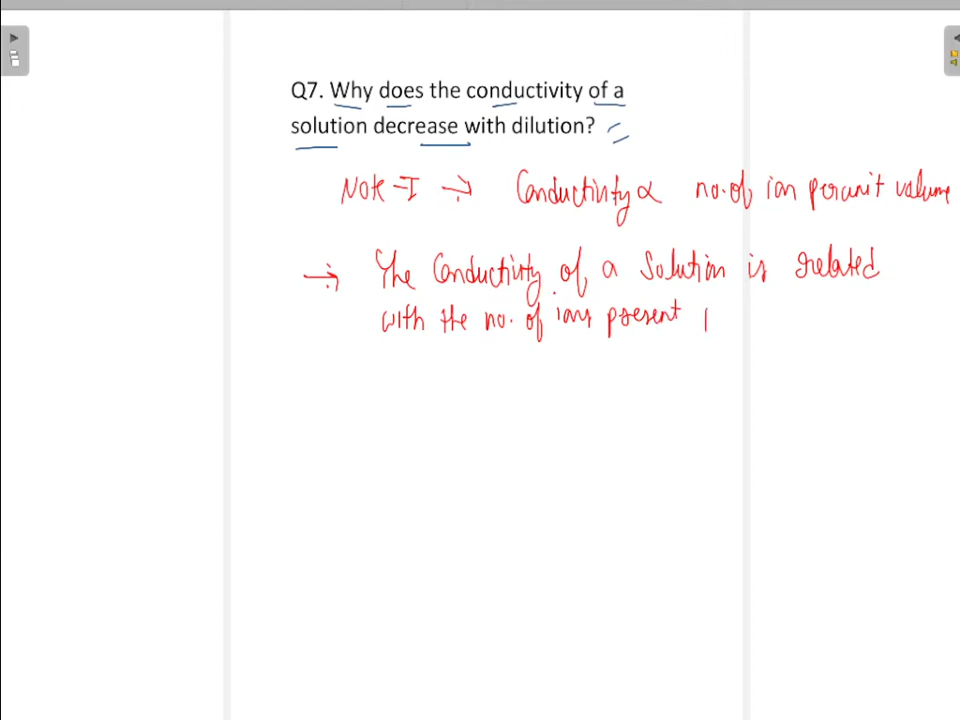 Q7. Why does the conductivity of a
solution decrease with dilution?
Note-I → Conductivity ∝ no. of ion per unit volume
→ The Conductivity of a Solution is related
with the no. of ions present